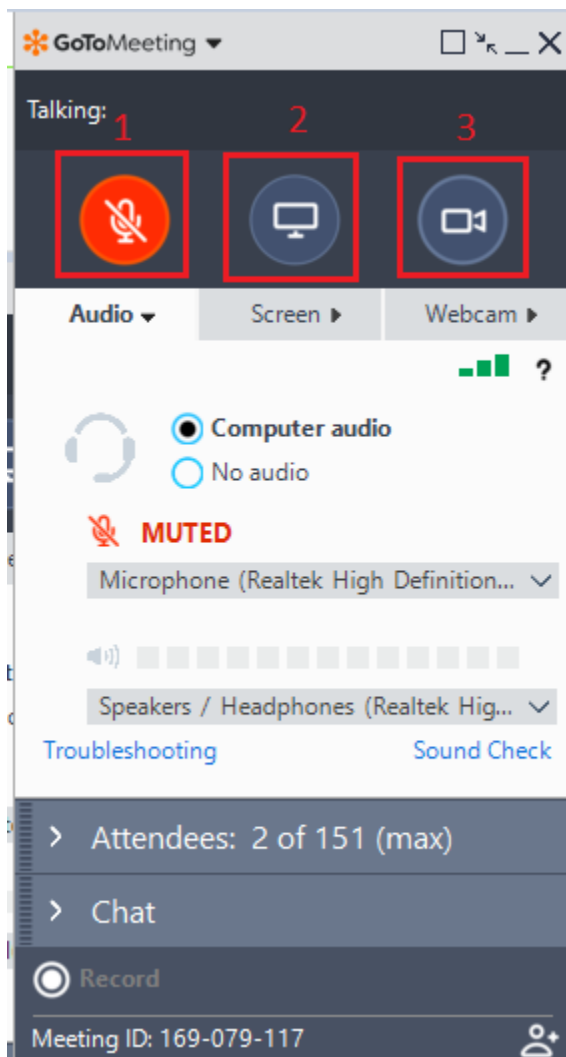 GoToMeeting
Talking:
1 2 3
Audio Screen Webcam
?
Computer audio
No audio
MUTED
Microphone (Realtek High Definition...
Speakers / Headphones (Realtek Hig...
Troubleshooting Sound Check
Attendees: 2 of 151 (max)
Chat
Record
Meeting ID: 169-079-117